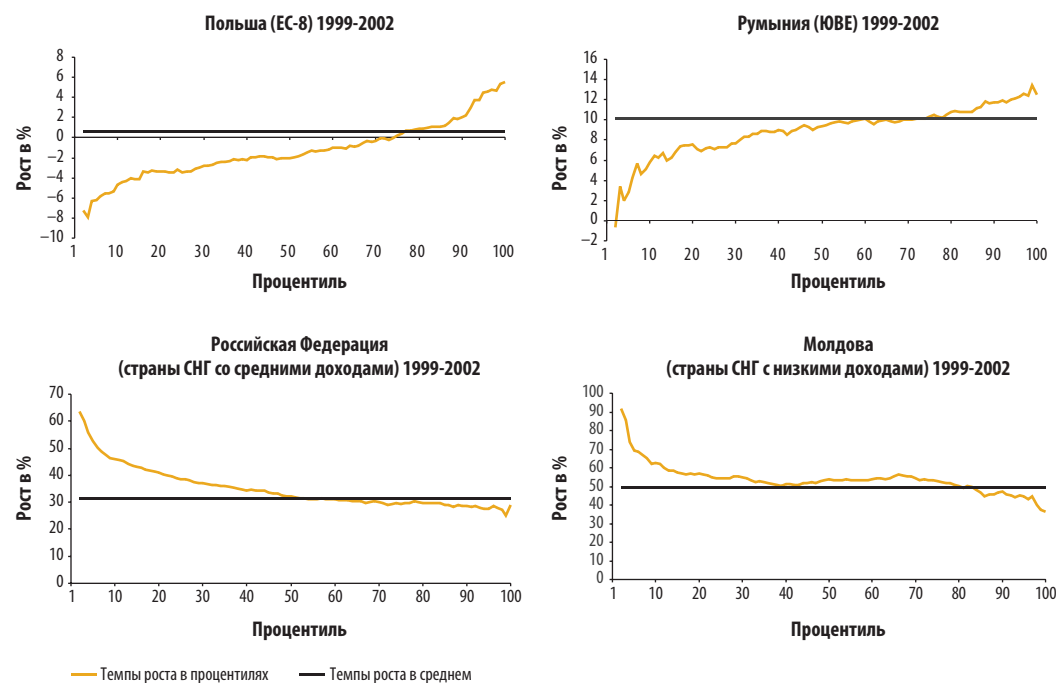 Польша (ЕС-8) 1999-2002
Рост в %
8
6
4
2
0
–2
–4
–6
–8
–10
1 10 20 30 40 50 60 70 80 90 100
Процентиль
Румыния (ЮВЕ) 1999-2002
Рост в %
16
14
12
10
8
6
4
2
0
–2
1 10 20 30 40 50 60 70 80 90 100
Процентиль
Российская Федерация
(страны СНГ со средними доходами) 1999-2002
Рост в %
70
60
50
40
30
20
10
0
1 10 20 30 40 50 60 70 80 90 100
Процентиль
Молдова
(страны СНГ с низкими доходами) 1999-2002
Рост в %
100
90
80
70
60
50
40
30
20
10
0
1 10 20 30 40 50 60 70 80 90 100
Процентиль
Темпы роста в процентилях Темпы роста в среднем